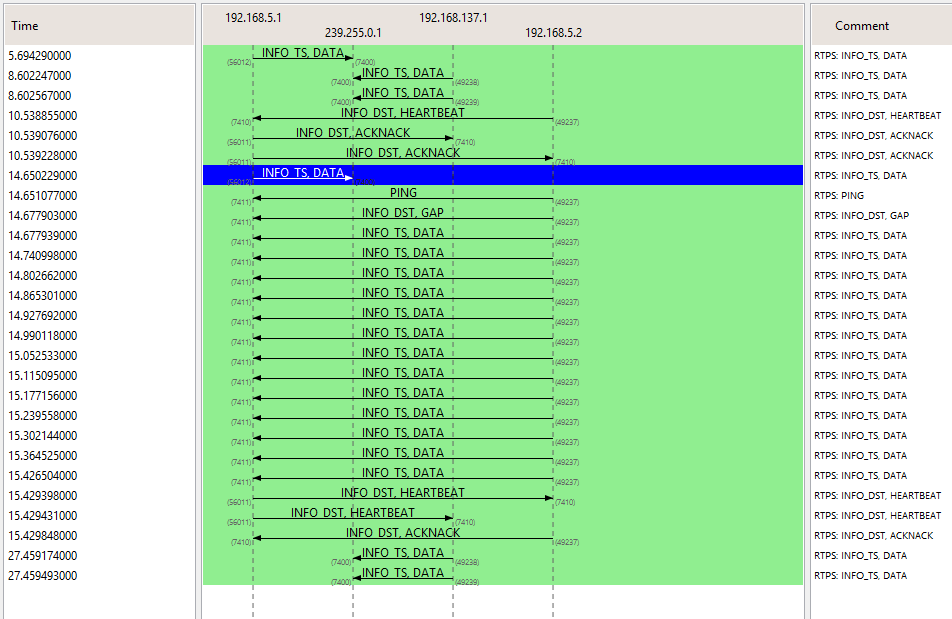 Time 192.168.5.1 192.168.137.1 Comment
239.255.0.1 192.168.5.2
5.694290000 INFO_TS, DATA RTPS: INFO_TS, DATA
(56012) (7400)
8.602247000 INFO_TS, DATA RTPS: INFO_TS, DATA
(7400) (49238)
8.602567000 INFO_TS, DATA RTPS: INFO_TS, DATA
(7400) (49239)
10.538855000 INFO_DST, HEARTBEAT RTPS: INFO_DST, HEARTBEAT
(7410) (49237)
10.539076000 INFO_DST, ACKNACK RTPS: INFO_DST, ACKNACK
(56011) (7410)
10.539228000 INFO_DST, ACKNACK RTPS: INFO_DST, ACKNACK
(56011) (7410)
14.650229000 INFO_TS, DATA RTPS: INFO_TS, DATA
(56012) (7400)
14.651077000 PING RTPS: PING
(7411) (49237)
14.677903000 INFO_DST, GAP RTPS: INFO_DST, GAP
(7411) (49237)
14.677939000 INFO_TS, DATA RTPS: INFO_TS, DATA
(7411) (49237)
14.740998000 INFO_TS, DATA RTPS: INFO_TS, DATA
(7411) (49237)
14.802662000 INFO_TS, DATA RTPS: INFO_TS, DATA
(7411) (49237)
14.865301000 INFO_TS, DATA RTPS: INFO_TS, DATA
(7411) (49237)
14.927692000 INFO_TS, DATA RTPS: INFO_TS, DATA
(7411) (49237)
14.990118000 INFO_TS, DATA RTPS: INFO_TS, DATA
(7411) (49237)
15.052533000 INFO_TS, DATA RTPS: INFO_TS, DATA
(7411) (49237)
15.115095000 INFO_TS, DATA RTPS: INFO_TS, DATA
(7411) (49237)
15.177156000 INFO_TS, DATA RTPS: INFO_TS, DATA
(7411) (49237)
15.239558000 INFO_TS, DATA RTPS: INFO_TS, DATA
(7411) (49237)
15.302144000 INFO_TS, DATA RTPS: INFO_TS, DATA
(7411) (49237)
15.364525000 INFO_TS, DATA RTPS: INFO_TS, DATA
(7411) (49237)
15.426504000 INFO_TS, DATA RTPS: INFO_TS, DATA
(7411) (49237)
15.429398000 INFO_DST, HEARTBEAT RTPS: INFO_DST, HEARTBEAT
(56011) (7410)
15.429431000 INFO_DST, HEARTBEAT RTPS: INFO_DST, HEARTBEAT
(56011) (7410)
15.429848000 INFO_DST, ACKNACK RTPS: INFO_DST, ACKNACK
(7410) (49237)
27.459174000 INFO_TS, DATA RTPS: INFO_TS, DATA
(7400) (49238)
27.459493000 INFO_TS, DATA RTPS: INFO_TS, DATA
(7400) (49239)